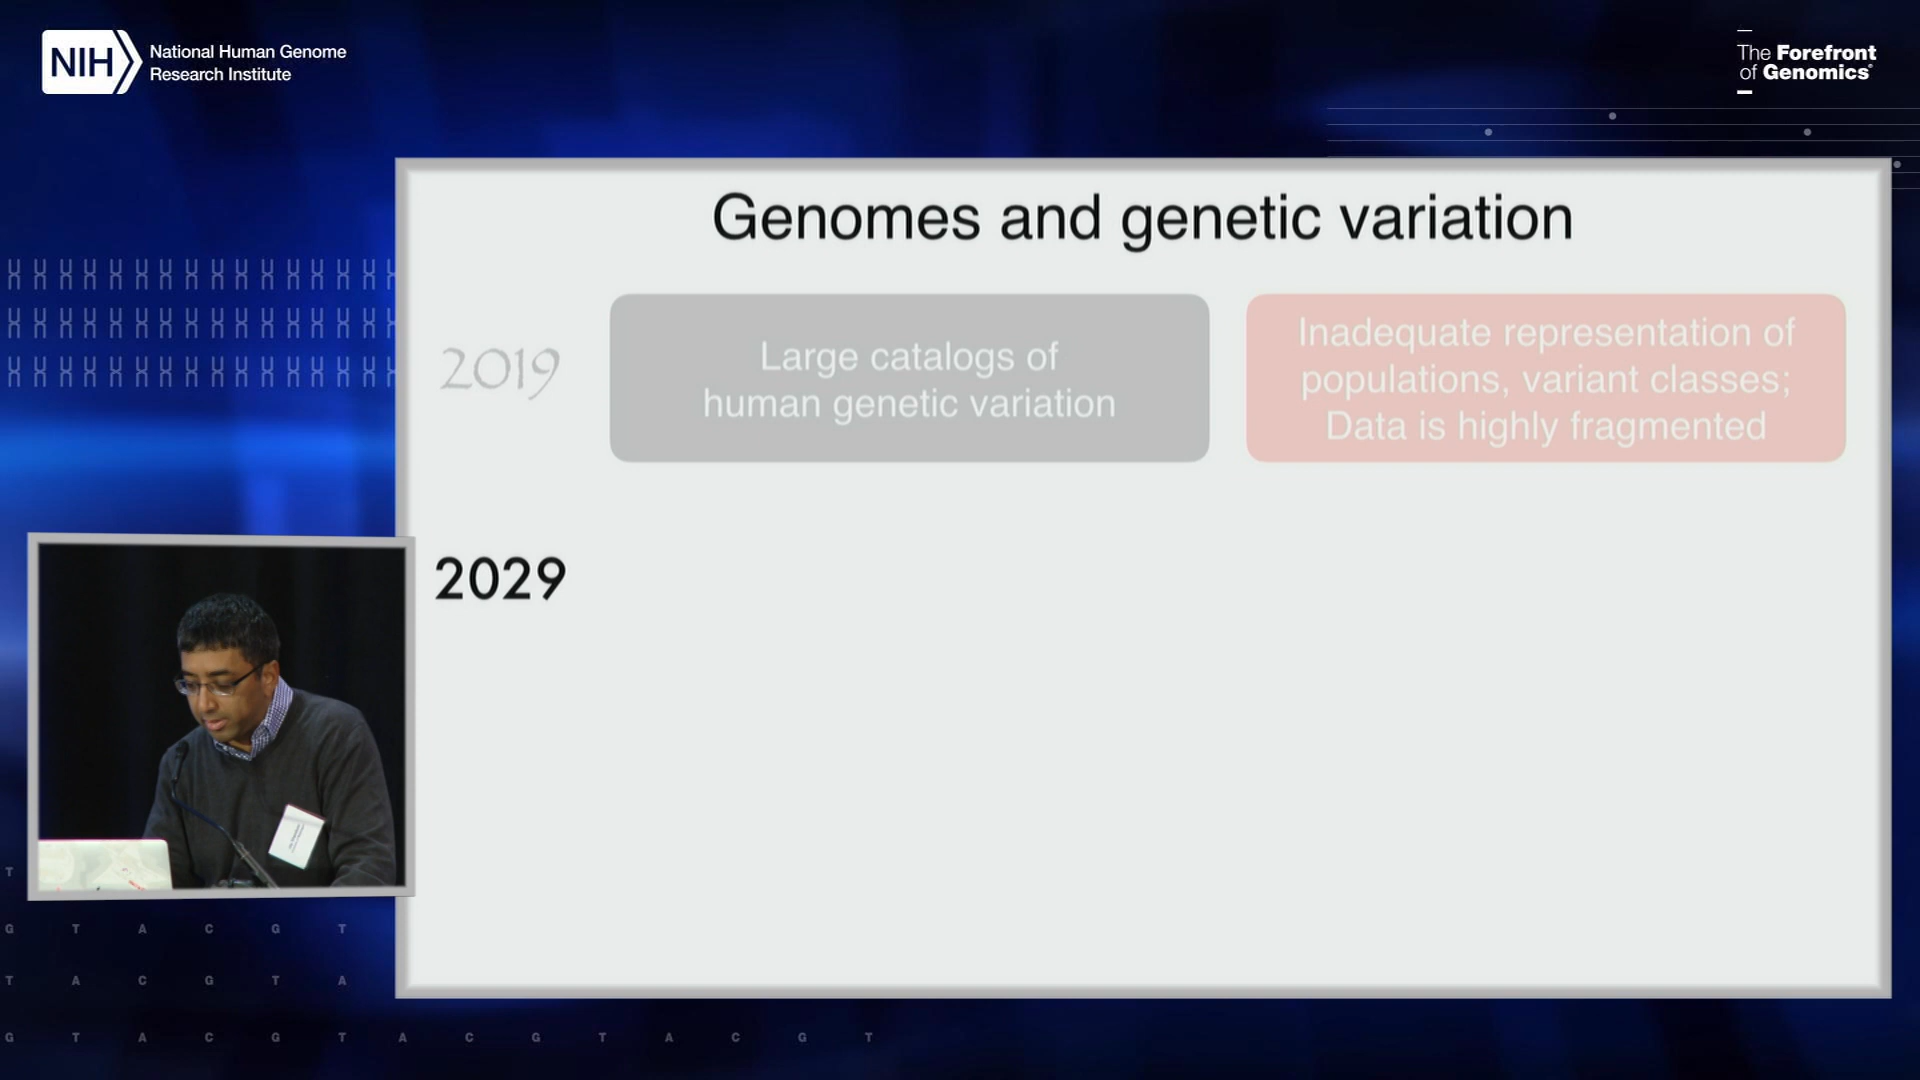 NIH
National Human Genome
Research Institute
The Forefront
of Genomics®
Genomes and genetic variation
2019
Large catalogs of
human genetic variation
Inadequate representation of
populations, variant classes;
Data is highly fragmented
2029
T
G T A C G T
T A C G T A
G T A C G T A C G T A C G T